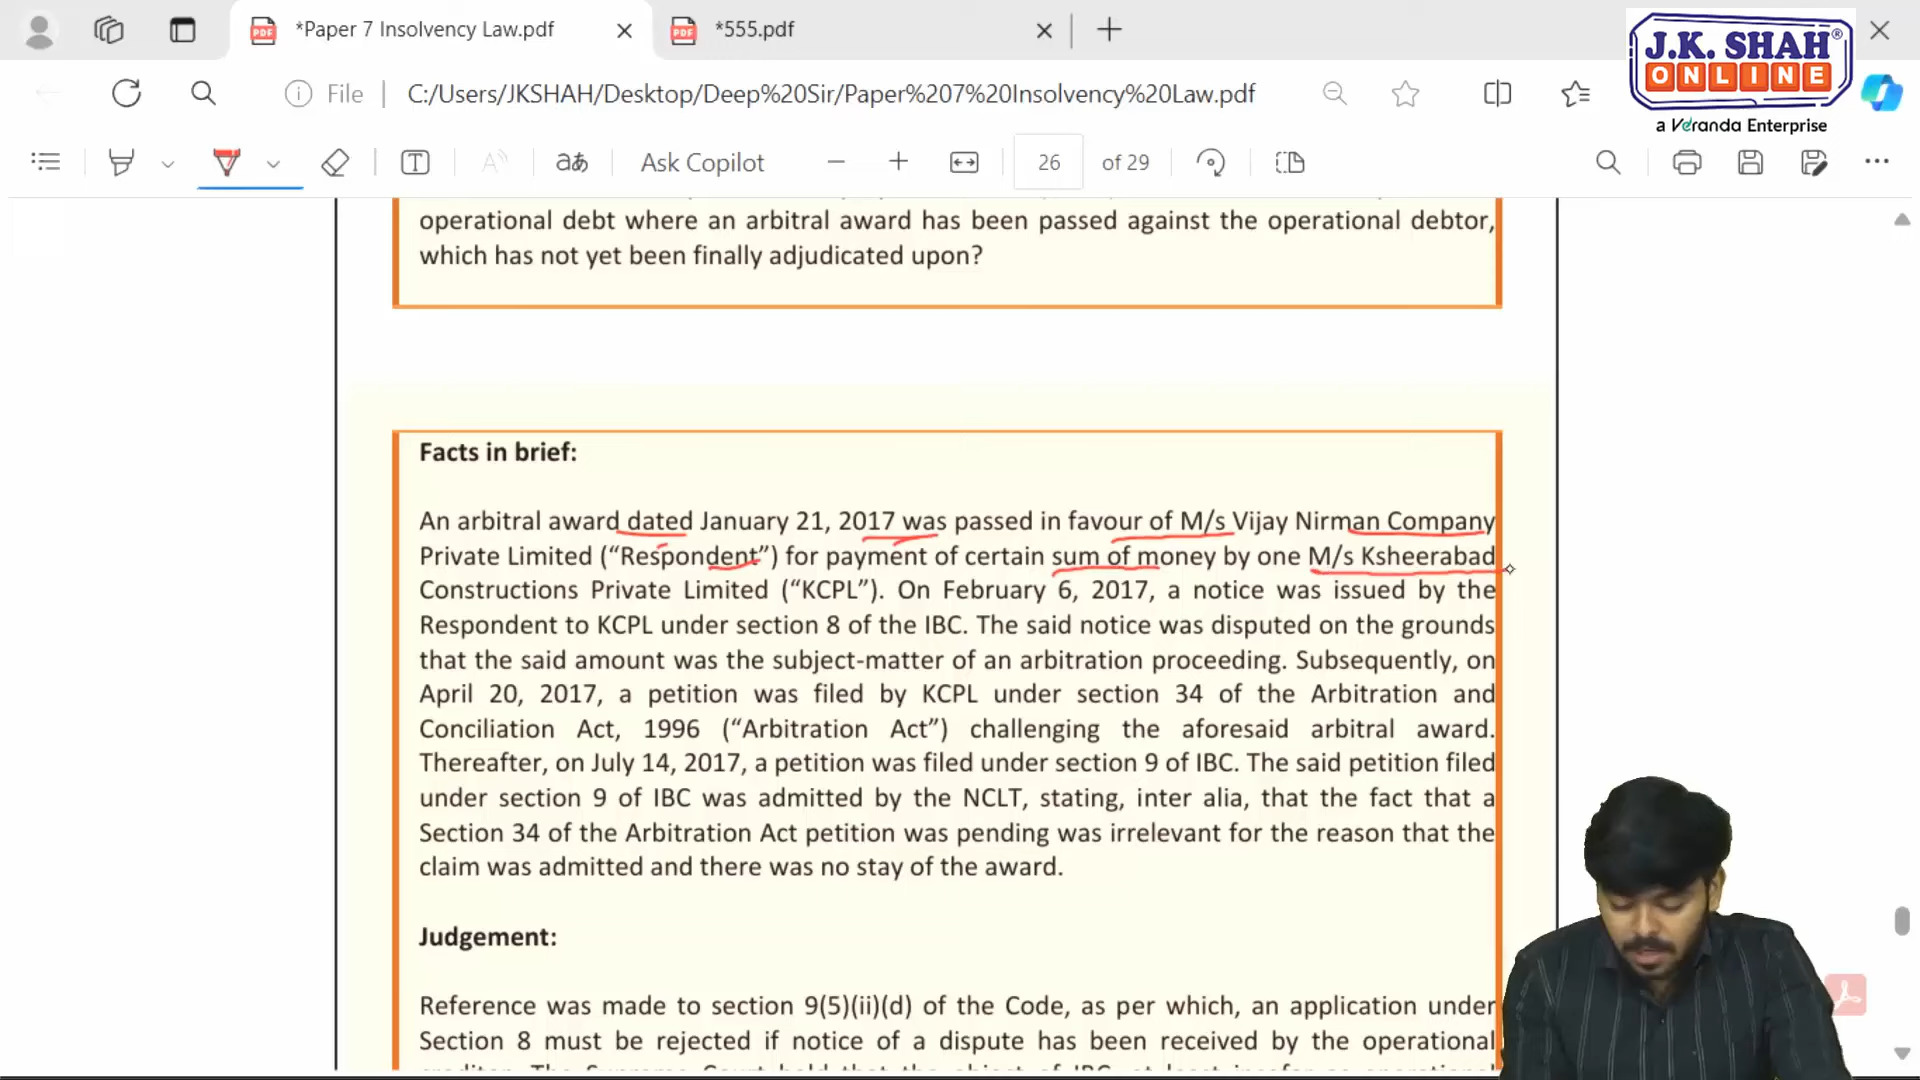 *Paper 7 Insolvency Law.pdf
*555.pdf
J.K. SHAH®
ONLINE
a Veranda Enterprise
File
C:/Users/JKSHAH/Desktop/Deep%20Sir/Paper%207%20Insolvency%20Law.pdf
aあ
Ask Copilot
26
of 29
operational debt where an arbitral award has been passed against the operational debtor,
which has not yet been finally adjudicated upon?
Facts in brief:
An arbitral award dated January 21, 2017 was passed in favour of M/s Vijay Nirman Company
Private Limited (“Respondent”) for payment of certain sum of money by one M/s Ksheerabad
Constructions Private Limited (“KCPL”). On February 6, 2017, a notice was issued by the
Respondent to KCPL under section 8 of the IBC. The said notice was disputed on the grounds
that the said amount was the subject-matter of an arbitration proceeding. Subsequently, on
April 20, 2017, a petition was filed by KCPL under section 34 of the Arbitration and
Conciliation Act, 1996 (“Arbitration Act”) challenging the aforesaid arbitral award.
Thereafter, on July 14, 2017, a petition was filed under section 9 of IBC. The said petition filed
under section 9 of IBC was admitted by the NCLT, stating, inter alia, that the fact that a
Section 34 of the Arbitration Act petition was pending was irrelevant for the reason that the
claim was admitted and there was no stay of the award.
Judgement:
Reference was made to section 9(5)(ii)(d) of the Code, as per which, an application under
Section 8 must be rejected if notice of a dispute has been received by the operational